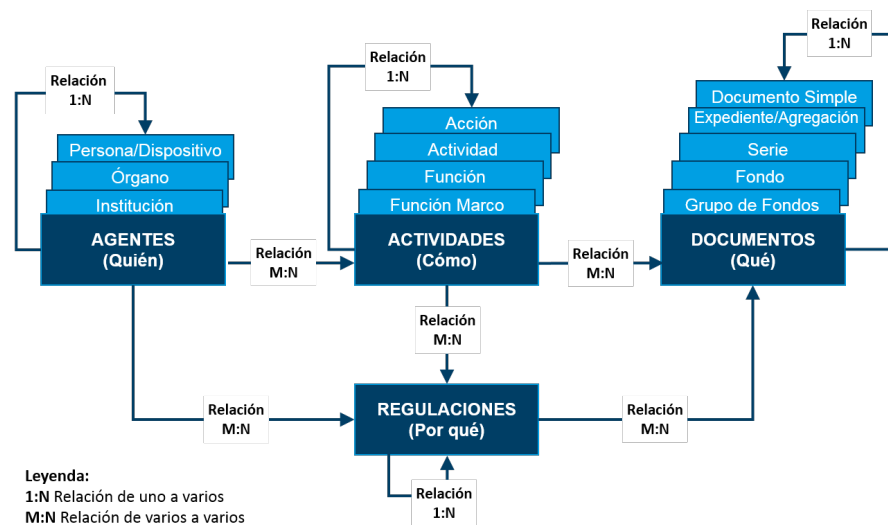 Relación
1:N
Relación
1:N
Relación
1:N
Persona/Dispositivo
Órgano
Institución
AGENTES
(Quién)
Acción
Actividad
Función
Función Marco
ACTIVIDADES
(Cómo)
Documento Simple
Expediente/Agregación
Serie
Fondo
Grupo de Fondos
DOCUMENTOS
(Qué)
Relación
M:N
Relación
M:N
Relación
M:N
Relación
M:N
REGULACIONES
(Por qué)
Relación
M:N
Relación
1:N
Leyenda:
1:N Relación de uno a varios
M:N Relación de varios a varios